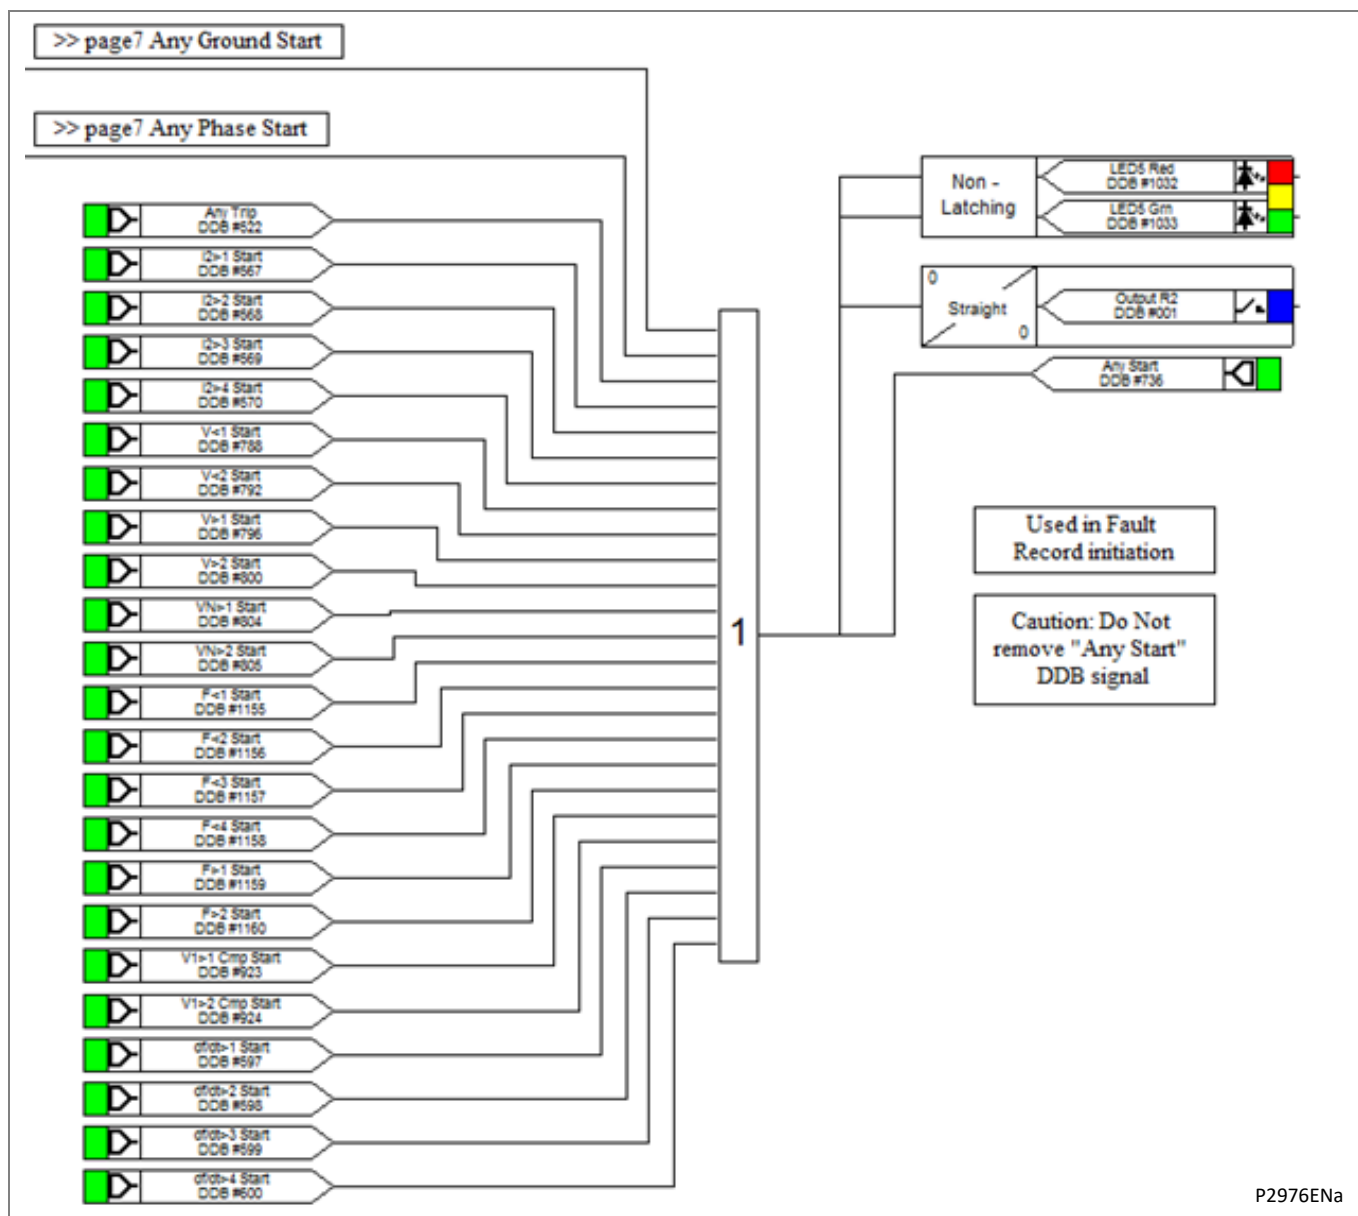 >> page7 Any Ground Start
>> page7 Any Phase Start
Any Trip
DDB #522
I2>1 Start
DDB #567
I2>2 Start
DDB #568
I2>3 Start
DDB #569
I2>4 Start
DDB #570
V<1 Start
DDB #788
V<2 Start
DDB #792
V>1 Start
DDB #796
V>2 Start
DDB #800
VN>1 Start
DDB #804
VN>2 Start
DDB #805
F<1 Start
DDB #1155
F<2 Start
DDB #1156
F<3 Start
DDB #1157
F<4 Start
DDB #1158
F>1 Start
DDB #1159
F>2 Start
DDB #1160
V1>1 Cmp Start
DDB #923
V1>2 Cmp Start
DDB #924
df/dt>1 Start
DDB #597
df/dt>2 Start
DDB #598
df/dt>3 Start
DDB #599
df/dt>4 Start
DDB #600
1
Non -
Latching
LED5 Red
DDB #1032
LED5 Grn
DDB #1033
0
Straight
0
Output R2
DDB #001
Any Start
DDB #736
Used in Fault
Record initiation
Caution: Do Not
remove "Any Start"
DDB signal
P2976ENa